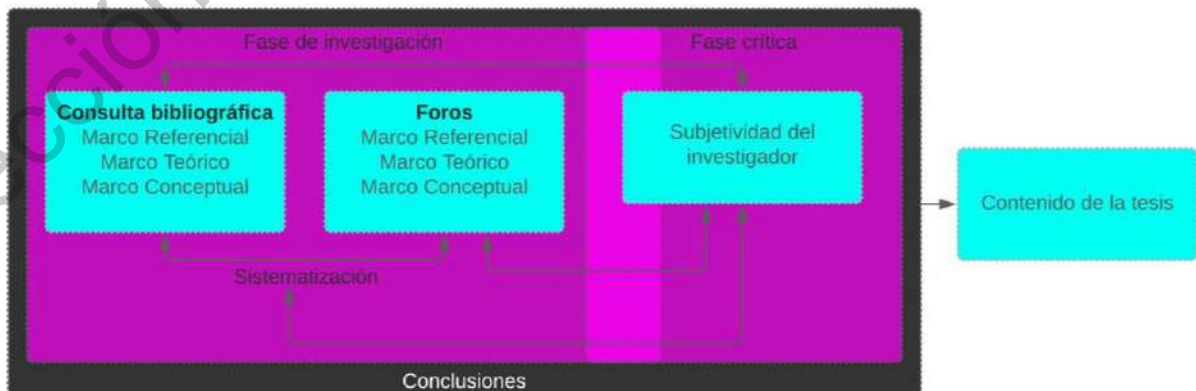 Fase de investigación
Fase crítica
Consulta bibliográfica
Marco Referencial
Marco Teórico
Marco Conceptual
Foros
Marco Referencial
Marco Teórico
Marco Conceptual
Subjetividad del
investigador
Contenido de la tesis
Sistematización
Conclusiones